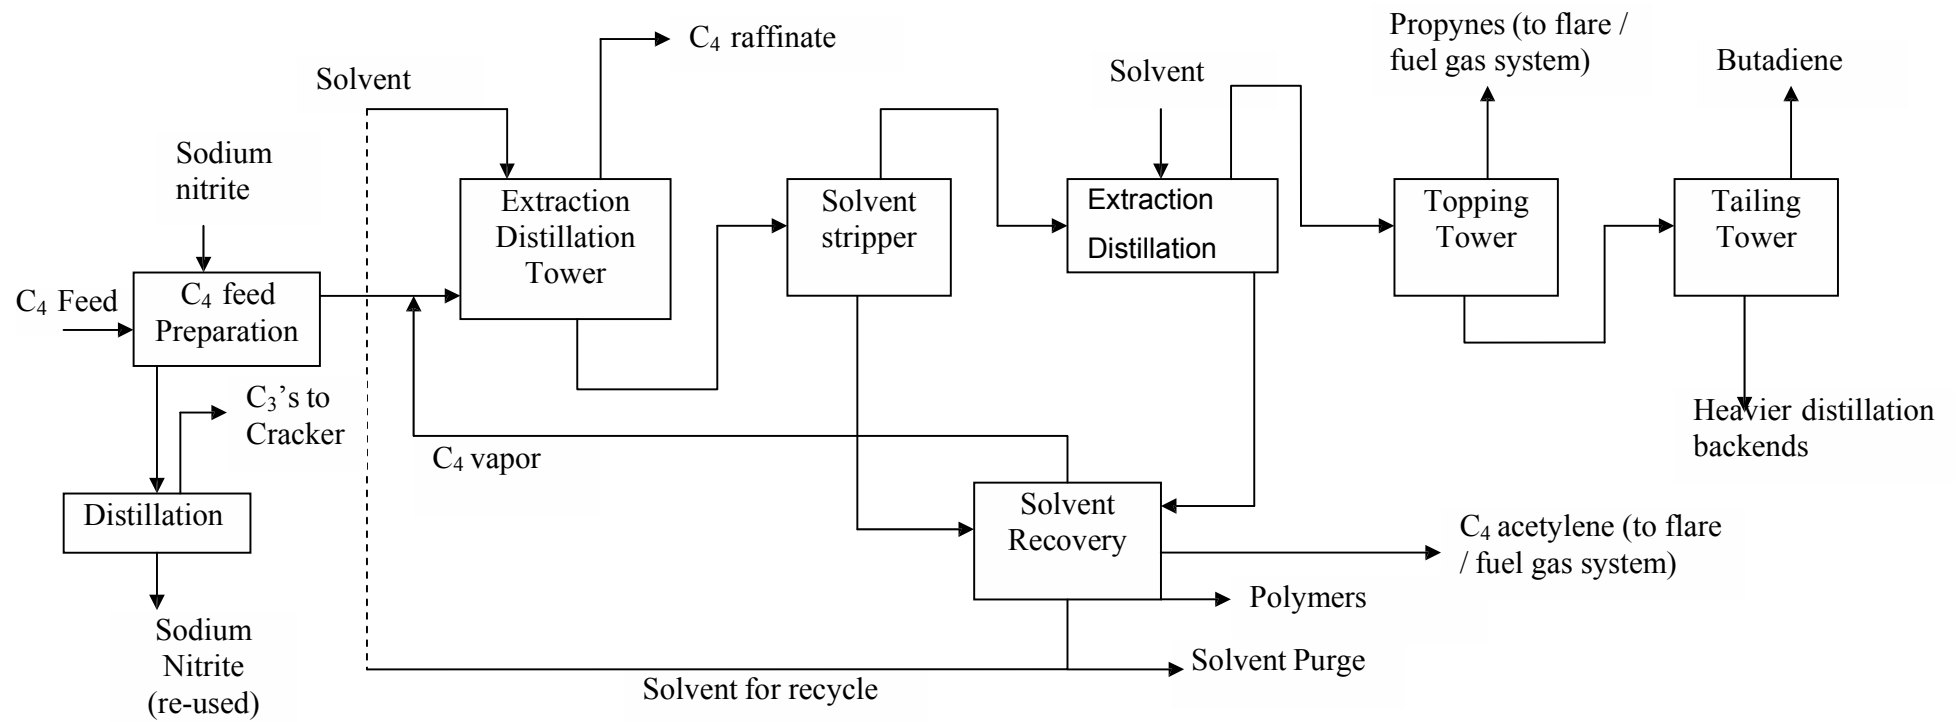 C₄ raffinate
Propynes (to flare /
fuel gas system)
Butadiene
Solvent
Solvent
Sodium
nitrite
Extraction
Distillation
Tower
Solvent
stripper
Extraction
Distillation
Topping
Tower
Tailing
Tower
C₄ Feed
C₄ feed
Preparation
C₃’s to
Cracker
Heavier distillation
backends
C₄ vapor
Distillation
Solvent
Recovery
C₄ acetylene (to flare
/ fuel gas system)
Polymers
Sodium
Nitrite
(re-used)
Solvent Purge
Solvent for recycle